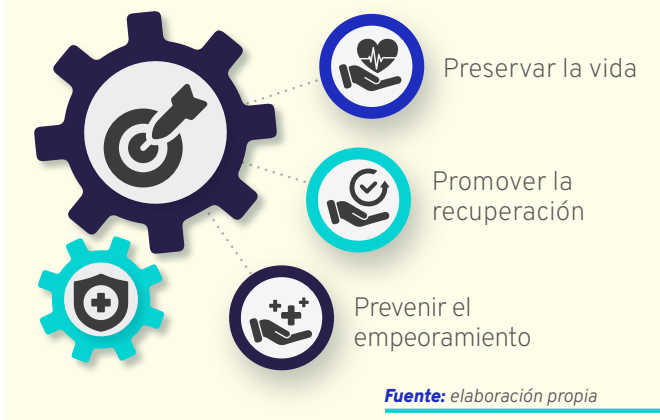 Preservar la vida
Promover la
recuperación
Prevenir el
empeoramiento
Fuente: elaboración propia